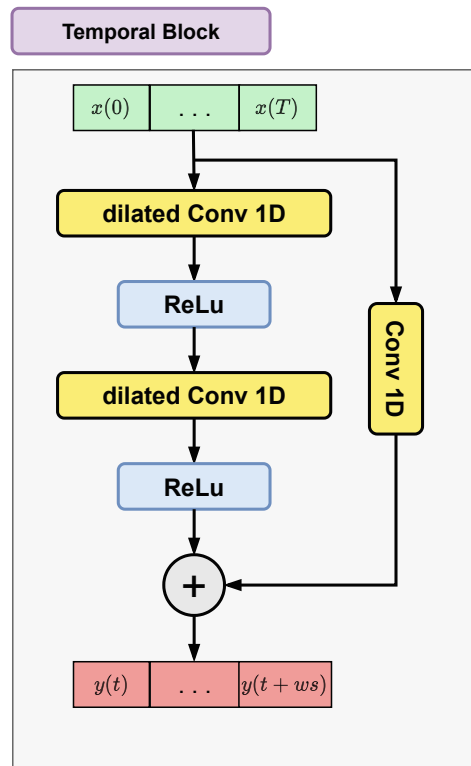 Temporal Block
x(0) . . . x(T)
dilated Conv 1D
ReLu
Conv 1D
dilated Conv 1D
ReLu
+
y(t) . . . y(t + ws)